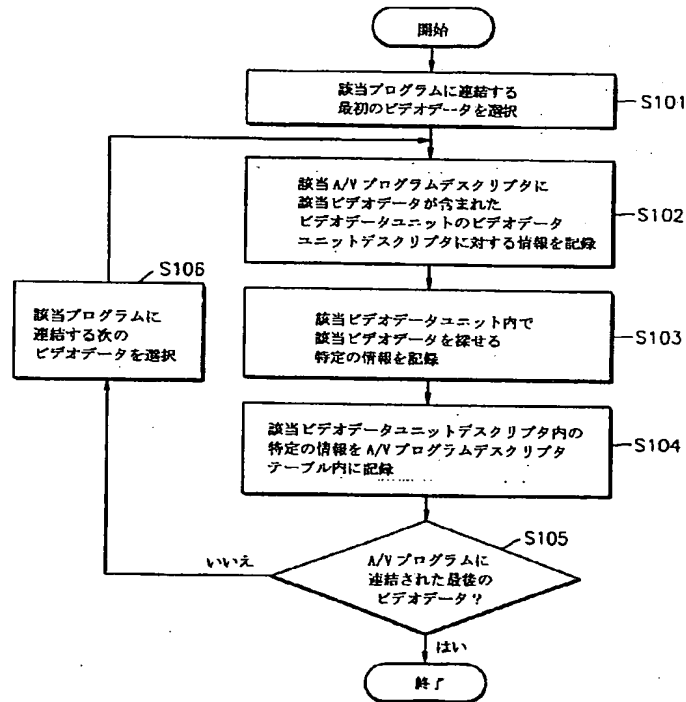 開始
該当プログラムに連結する
最初のビデオデータを選択
S101
該当A/Vプログラムデスクリプタに
該当ビデオデータが含まれた
ビデオデータユニットのビデオデータ
ユニットデスクリプタに対する情報を記録
S102
S106
該当プログラムに
連結する次の
ビデオデータを選択
該当ビデオデータユニット内で
該当ビデオデータを探せる
特定の情報を記録
S103
該当ビデオデータユニットデスクリプタ内の
特定の情報をA/Vプログラムデスクリプタ
テーブル内に記録
S104
S105
いいえ
A/Vプログラムに
連結された最後の
ビデオデータ?
はい
終了